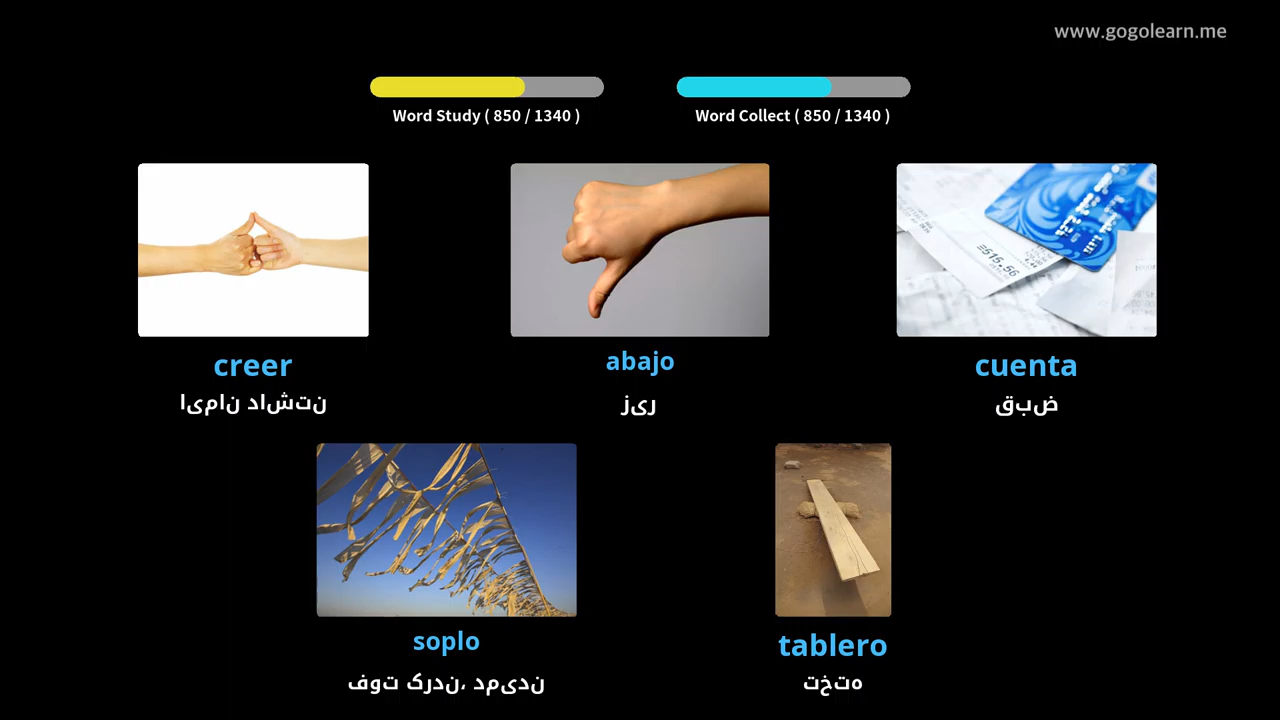 www.gogolearn.me
Word Study ( 850 / 1340 )
Word Collect ( 850 / 1340 )
creer
abajo
cuenta
ایمان داشتن
زیر
قبض
soplo
tablero
فوت کردن، دمیدن
تخته